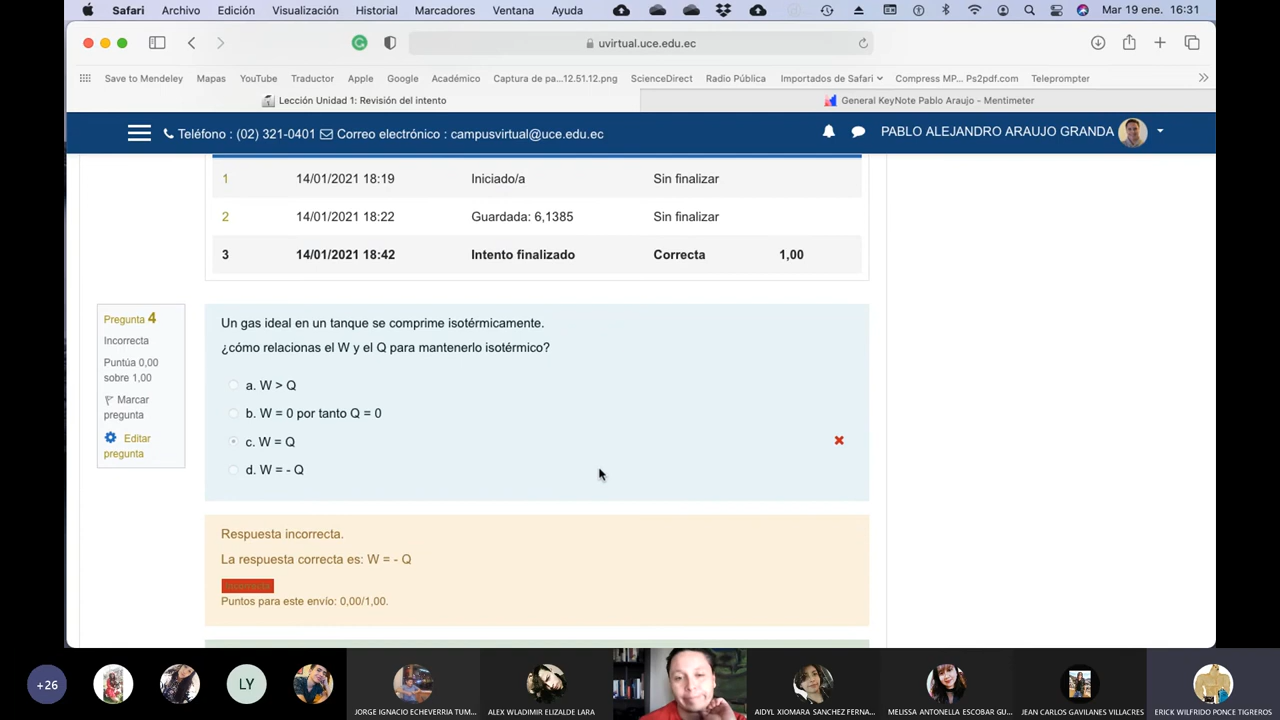 Safari Archivo Edición Visualización Historial Marcadores Ventana Ayuda Mar 19 ene. 16:31
uvirtual.uce.edu.ec
Save to Mendeley Mapas YouTube Traductor Apple Google Académico Captura de pa...12.51.12.png ScienceDirect Radio Pública Importados de Safari Compress MP... Ps2pdf.com Teleprompter
Lección Unidad 1: Revisión del intento General KeyNote Pablo Araujo - Mentimeter
Teléfono : (02) 321-0401 Correo electrónico : campusvirtual@uce.edu.ec PABLO ALEJANDRO ARAUJO GRANDA
1 14/01/2021 18:19 Iniciado/a Sin finalizar
2 14/01/2021 18:22 Guardada: 6,1385 Sin finalizar
3 14/01/2021 18:42 Intento finalizado Correcta 1,00
Pregunta 4
Incorrecta
Puntúa 0,00
sobre 1,00
Marcar
pregunta
Editar
pregunta
Un gas ideal en un tanque se comprime isotérmicamente.
¿cómo relacionas el W y el Q para mantenerlo isotérmico?
a. W > Q
b. W = 0 por tanto Q = 0
c. W = Q
d. W = - Q
Respuesta incorrecta.
La respuesta correcta es: W = - Q
Incorrecta
Puntos para este envío: 0,00/1,00.
+26 LY
JORGE IGNACIO ECHEVERRIA TUM... ALEX WLADIMIR ELIZALDE LARA AIDYL XIOMARA SANCHEZ FERNA... MELISSA ANTONELLA ESCOBAR GU... JEAN CARLOS GAVILANES VILLACRES ERICK WILFRIDO PONCE TIGREROS